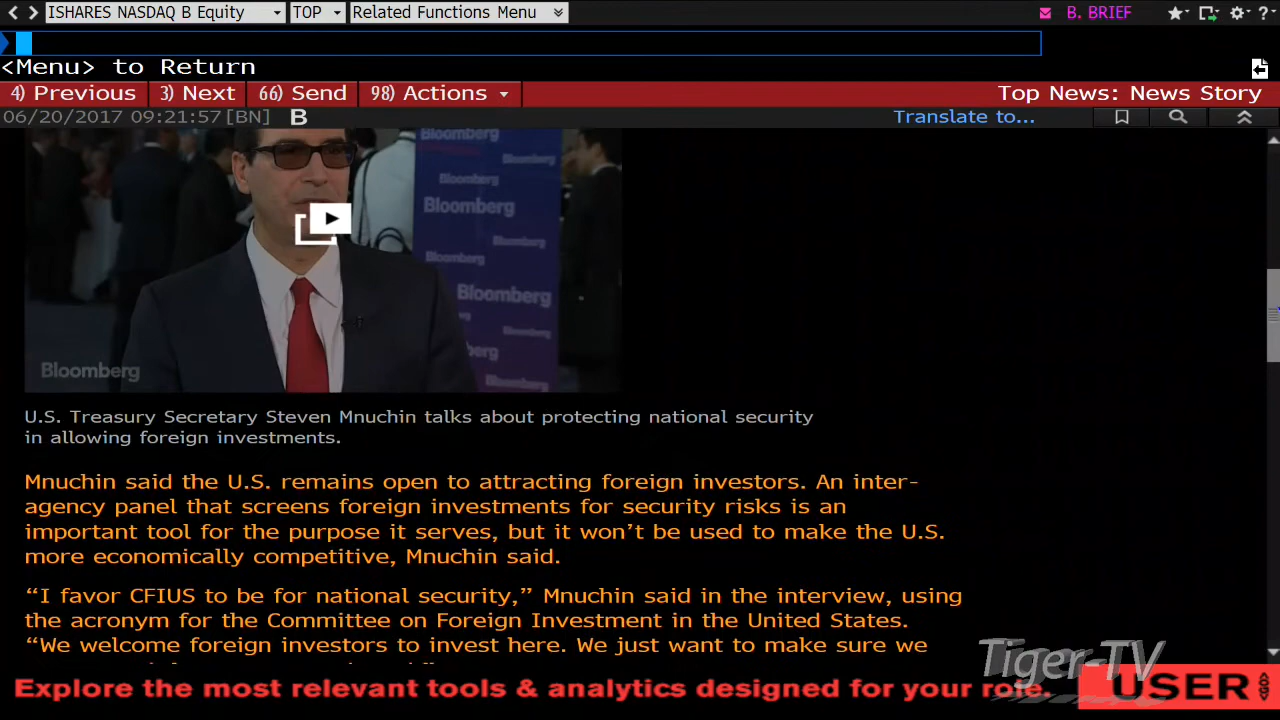 ISHARES NASDAQ B Equity TOP Related Functions Menu B. BRIEF ?
<Menu> to Return
4) Previous 3) Next 66) Send 98) Actions Top News: News Story
06/20/2017 09:21:57 [BN] B Translate to...
Bloomberg
Bloomberg
Bloomberg
Bloomberg
Bloomberg
Bloomberg
Bloomberg
Bloomberg
Bloomberg
Bloomberg
U.S. Treasury Secretary Steven Mnuchin talks about protecting national security
in allowing foreign investments.
Mnuchin said the U.S. remains open to attracting foreign investors. An inter-
agency panel that screens foreign investments for security risks is an
important tool for the purpose it serves, but it won’t be used to make the U.S.
more economically competitive, Mnuchin said.
“I favor CFIUS to be for national security,” Mnuchin said in the interview, using
the acronym for the Committee on Foreign Investment in the United States.
“We welcome foreign investors to invest here. We just want to make sure we
Tiger-TV
Explore the most relevant tools & analytics designed for your role. USER